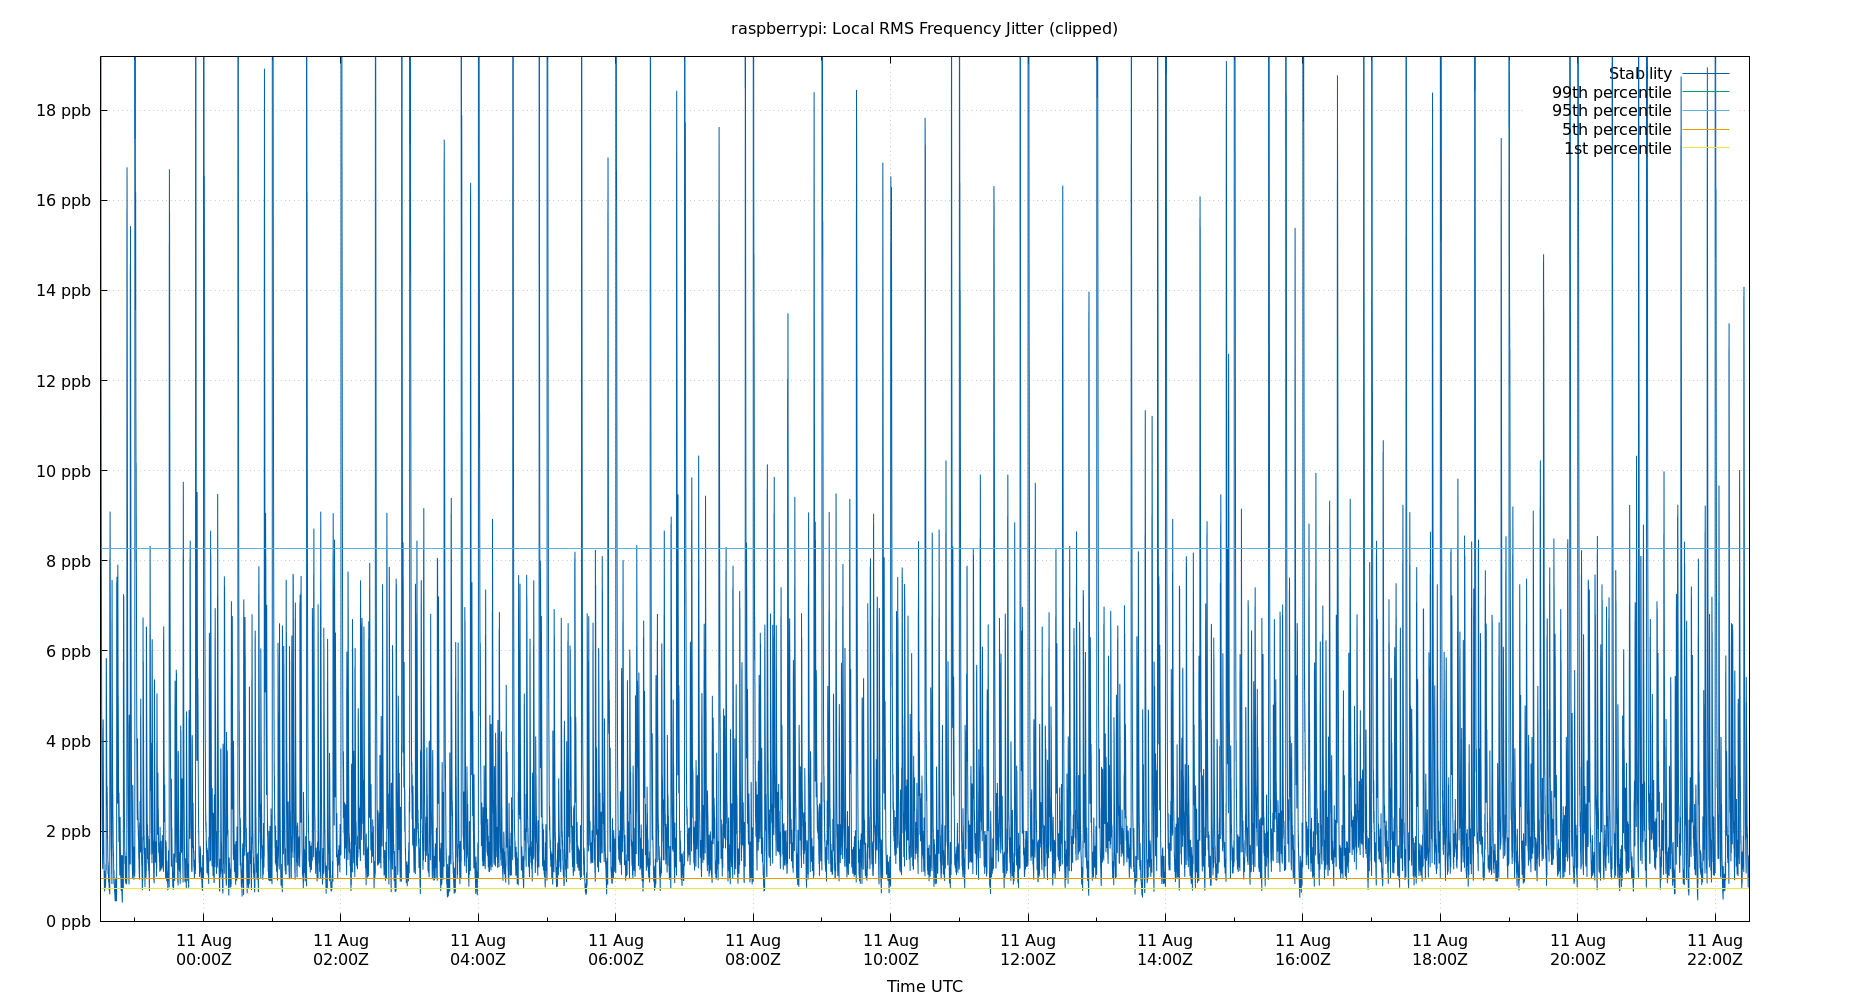 raspberrypi: Local RMS Frequency Jitter (clipped)
Stability
99th percentile
95th percentile
5th percentile
1st percentile
18 ppb
16 ppb
14 ppb
12 ppb
10 ppb
8 ppb
6 ppb
4 ppb
2 ppb
0 ppb
11 Aug 11 Aug 11 Aug 11 Aug 11 Aug 11 Aug 11 Aug 11 Aug 11 Aug 11 Aug 11 Aug 11 Aug
00:00Z 02:00Z 04:00Z 06:00Z 08:00Z 10:00Z 12:00Z 14:00Z 16:00Z 18:00Z 20:00Z 22:00Z
Time UTC